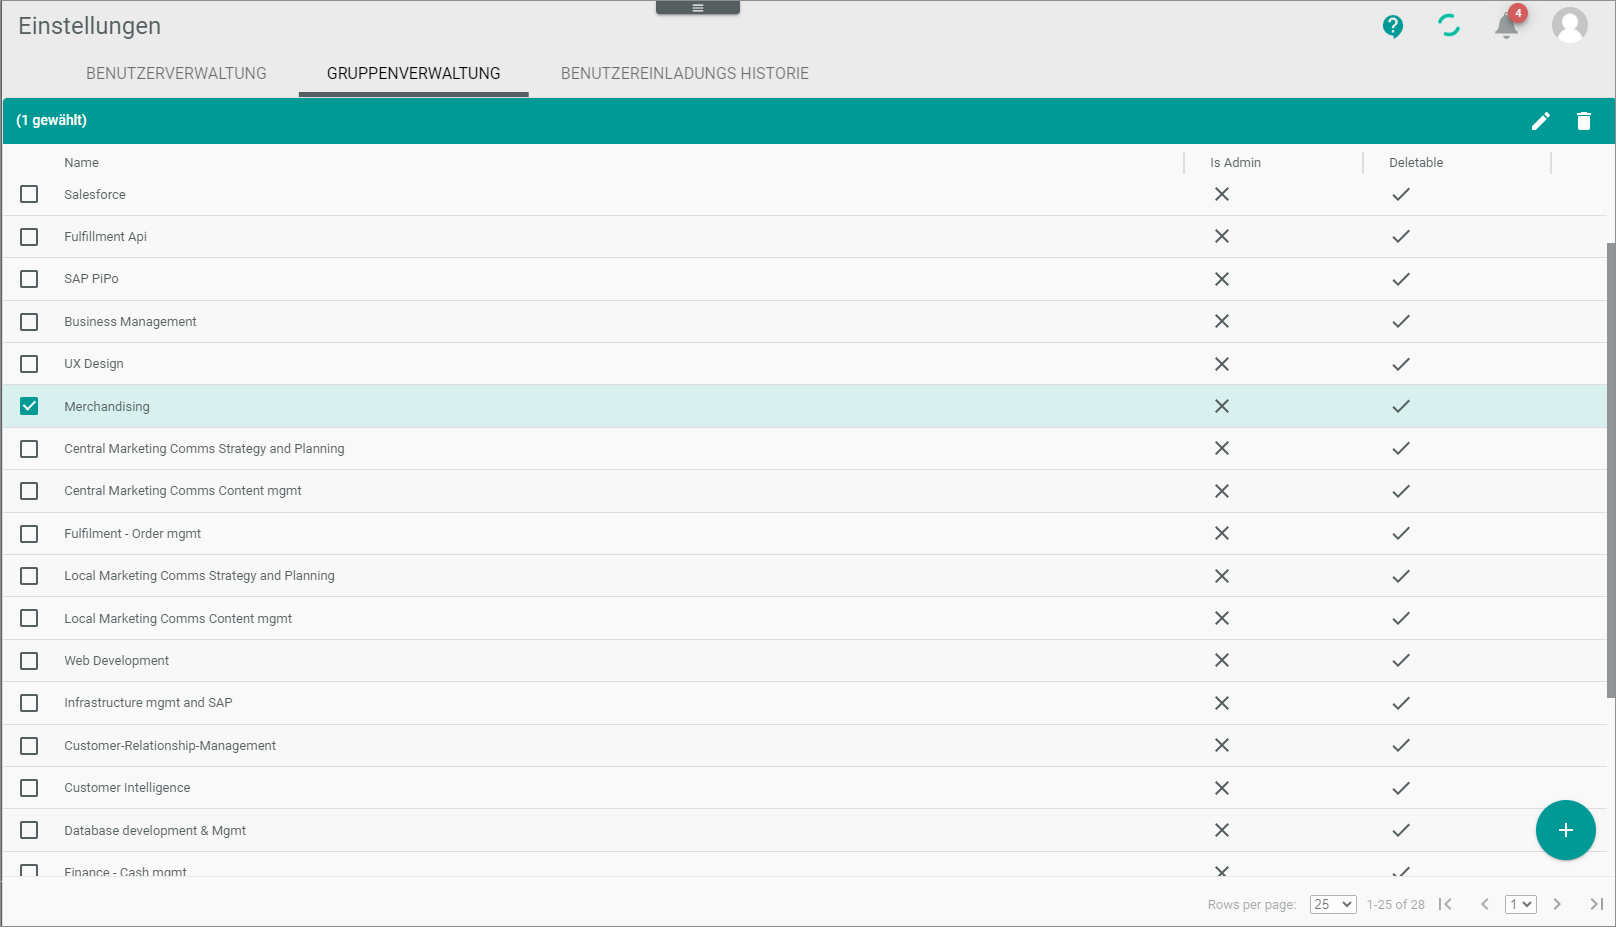 Einstellungen
4
BENUTZERVERWALTUNG GRUPPENVERWALTUNG BENUTZEREINLADUNGS HISTORIE
(1 gewählt)
Name Is Admin Deletable
Salesforce
Fulfillment Api
SAP PiPo
Business Management
UX Design
Merchandising
Central Marketing Comms Strategy and Planning
Central Marketing Comms Content mgmt
Fulfilment - Order mgmt
Local Marketing Comms Strategy and Planning
Local Marketing Comms Content mgmt
Web Development
Infrastructure mgmt and SAP
Customer-Relationship-Management
Customer Intelligence
Database development & Mgmt
Finance - Cash mgmt
Rows per page: 25 1-25 of 28 1